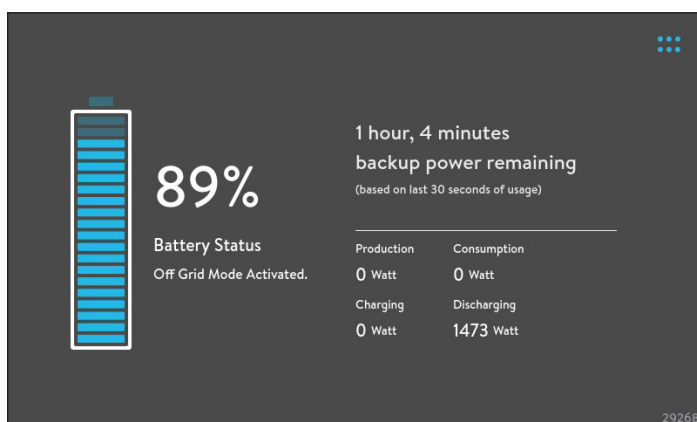 1 hour, 4 minutes
backup power remaining
(based on last 30 seconds of usage)
89%
Battery Status
Off Grid Mode Activated.
Production Consumption
0 Watt 0 Watt
Charging Discharging
0 Watt 1473 Watt
29268